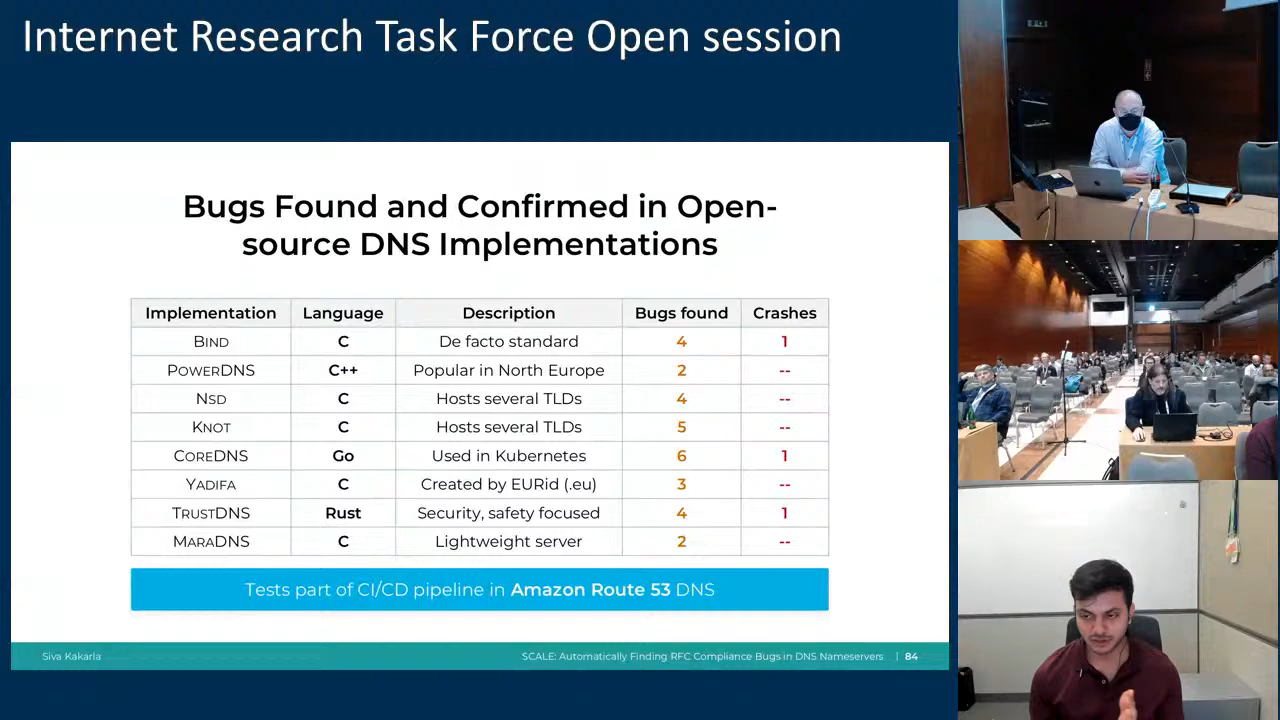 Internet Research Task Force Open session
Bugs Found and Confirmed in Open-
source DNS Implementations
Implementation Language Description Bugs found Crashes
BIND C De facto standard 4 1
POWERDNS C++ Popular in North Europe 2 --
NSD C Hosts several TLDs 4 --
KNOT C Hosts several TLDs 5 --
COREDNS Go Used in Kubernetes 6 1
YADIFA C Created by EURid (.eu) 3 --
TRUSTDNS Rust Security, safety focused 4 1
MARADNS C Lightweight server 2 --
Tests part of CI/CD pipeline in Amazon Route 53 DNS
Siva Kakarla SCALE: Automatically Finding RFC Compliance Bugs in DNS Nameservers | 84